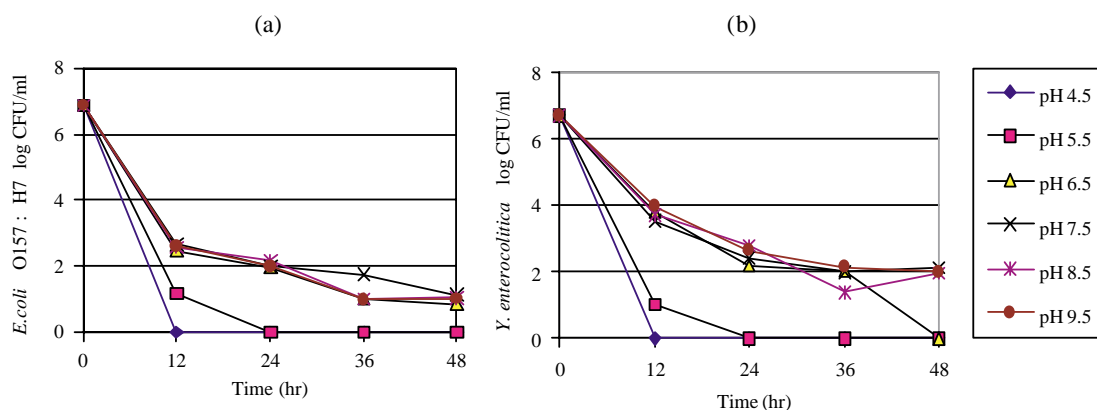 (a)
(b)
E.coli O157 : H7 log CFU/ml
8
6
4
2
0
0 12 24 36 48
Time (hr)
Y. enterocolitica log CFU/ml
8
6
4
2
0
0 12 24 36 48
Time (hr)
pH 4.5
pH 5.5
pH 6.5
pH 7.5
pH 8.5
pH 9.5